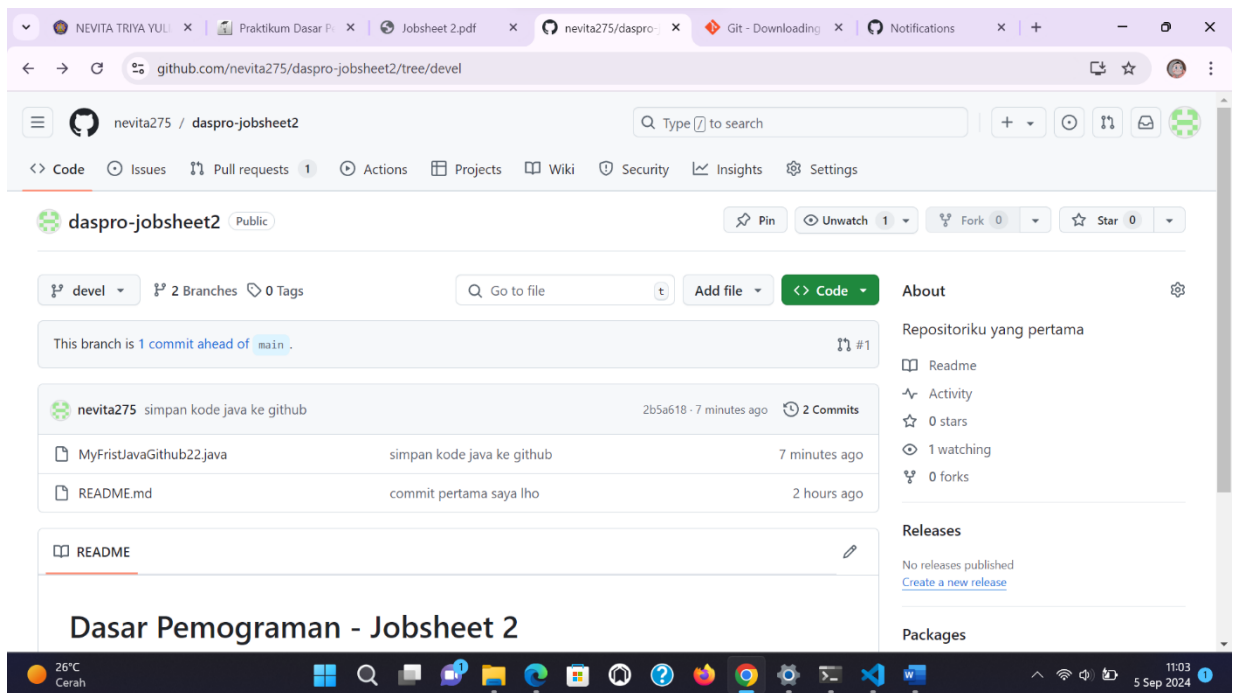 NEVITA TRIYA YULI
Praktikum Dasar P
Jobsheet 2.pdf
nevita275/daspro-j
Git - Downloading
Notifications
github.com/nevita275/daspro-jobsheet2/tree/devel
nevita275 / daspro-jobsheet2
Type / to search
Code
Issues
Pull requests 1
Actions
Projects
Wiki
Security
Insights
Settings
daspro-jobsheet2 Public
Pin
Unwatch 1
Fork 0
Star 0
devel
2 Branches
0 Tags
Go to file
t
Add file
<> Code
This branch is 1 commit ahead of main .
#1
nevita275 simpan kode java ke github
2b5a618 · 7 minutes ago
2 Commits
MyFristJavaGithub22.java simpan kode java ke github 7 minutes ago
README.md commit pertama saya lho 2 hours ago
README
Dasar Pemograman - Jobsheet 2
About
Repositoriku yang pertama
Readme
Activity
0 stars
1 watching
0 forks
Releases
No releases published
Create a new release
Packages
26°C
Cerah
1
11:03
5 Sep 2024
1